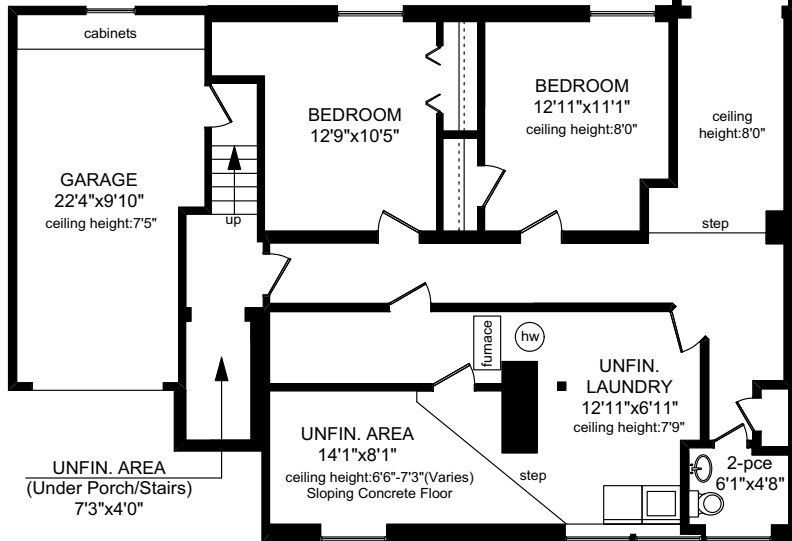 cabinets
BEDROOM
12'9"x10'5"
BEDROOM
12'11"x11'1"
ceiling height:8'0"
ceiling
height:8'0"
GARAGE
22'4"x9'10"
ceiling height:7'5"
up
step
furnace
hw
UNFIN.
LAUNDRY
12'11"x6'11"
ceiling height:7'9"
UNFIN. AREA
14'1"x8'1"
ceiling height:6'6"-7'3"(Varies)
Sloping Concrete Floor
step
2-pce
6'1"x4'8"
UNFIN. AREA
(Under Porch/Stairs)
7'3"x4'0"